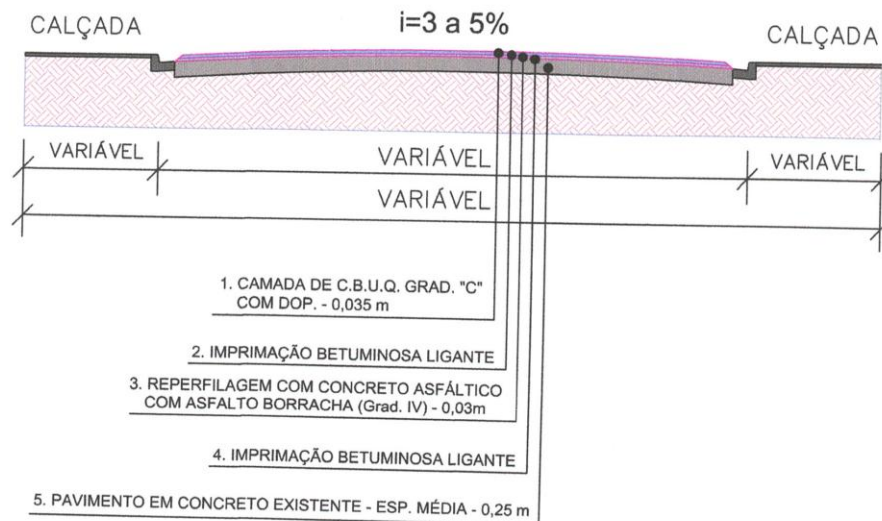 CALÇADA
i=3 a 5%
CALÇADA
VARIÁVEL
VARIÁVEL
VARIÁVEL
VARIÁVEL
1. CAMADA DE C.B.U.Q. GRAD. "C"
COM DOP. - 0,035 m
2. IMPRIMAÇÃO BETUMINOSA LIGANTE
3. REPERFILAGEM COM CONCRETO ASFÁLTICO
COM ASFALTO BORRACHA (Grad. IV) - 0,03m
4. IMPRIMAÇÃO BETUMINOSA LIGANTE
5. PAVIMENTO EM CONCRETO EXISTENTE - ESP. MÉDIA - 0,25 m